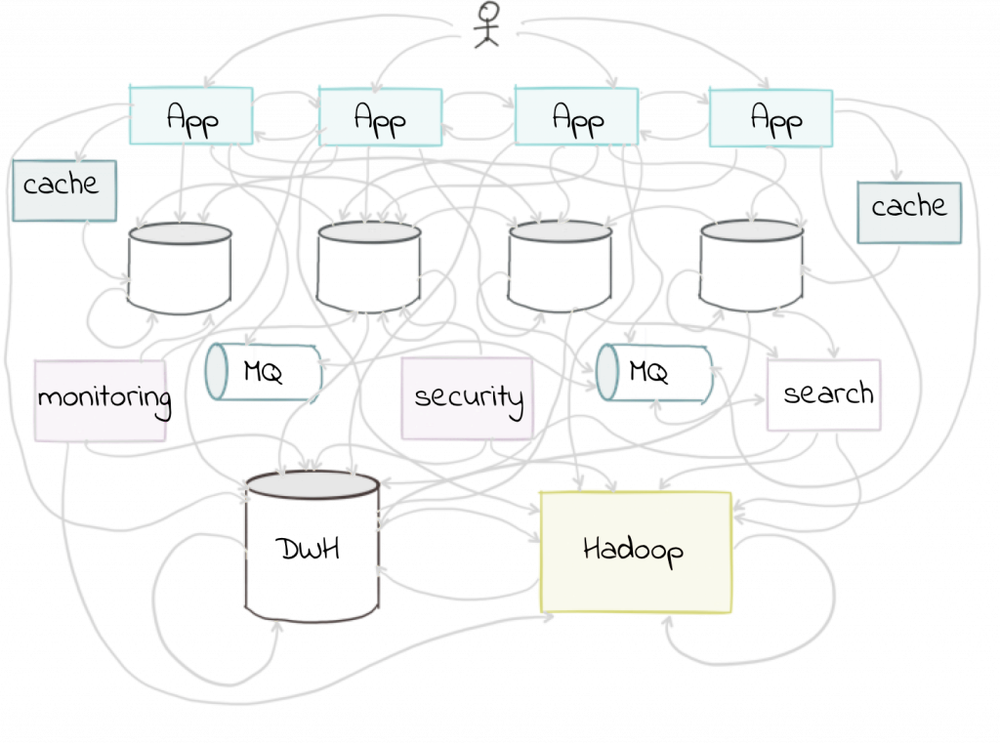 App
App
App
App
cache
cache
MQ
MQ
monitoring
security
search
DWH
Hadoop